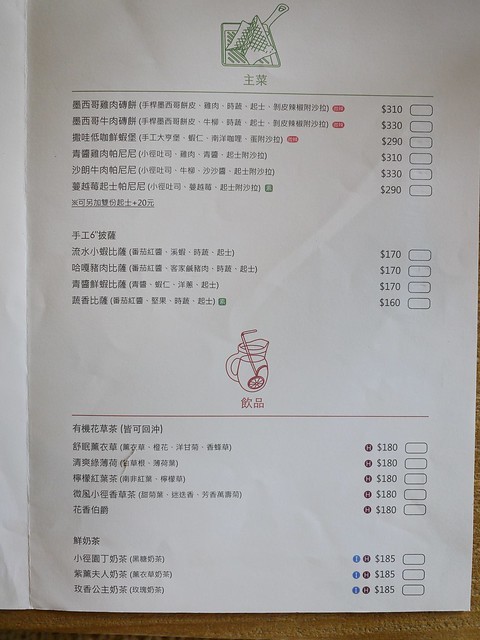 主菜
墨西哥雞肉磚餅 (手桿墨西哥餅皮、雞肉、時蔬、起士、剝皮辣椒附沙拉) $310
墨西哥牛肉磚餅 (手桿墨西哥餅皮、牛柳、時蔬、起士、剝皮辣椒附沙拉) $330
撒哇低咖鮮蝦堡 (手工大亨堡、蝦仁、南洋咖哩、蛋附沙拉) $290
青醬雞肉帕尼尼 (小徑吐司、雞肉、青醬、起士附沙拉) $310
沙朗牛肉帕尼尼 (小徑吐司、牛柳、沙沙醬、起士附沙拉) $330
蔓越莓起士帕尼尼 (小徑吐司、蔓越莓、起士附沙拉) 素 $290
※可另加雙份起士+20元
手工6"披薩
流水小蝦比薩 (番茄紅醬、溪蝦、時蔬、起士) $170
哈嘎豬肉比薩 (番茄紅醬、客家鹹豬肉、時蔬、起士) $170
青醬鮮蝦比薩 (青醬、蝦仁、洋蔥、起士) $170
蔬香比薩 (番茄紅醬、堅果、時蔬、起士) 素 $160
飲品
有機花草茶 (皆可回沖)
舒眠薰衣草 (薰衣草、橙花、洋甘菊、香蜂草) H $180
清爽綠薄荷 (白草根、薄荷葉) H $180
檸檬紅葉茶 (南非紅葉、檸檬草) H $180
微風小徑香草茶 (甜菊葉、迷迭香、芳香萬壽菊) H $180
花香伯爵 H $180
鮮奶茶
小徑園丁奶茶 (黑糖奶茶) I H $185
紫薰夫人奶茶 (薰衣草奶茶) I H $185
玫香公主奶茶 (玫瑰奶茶) I H $185